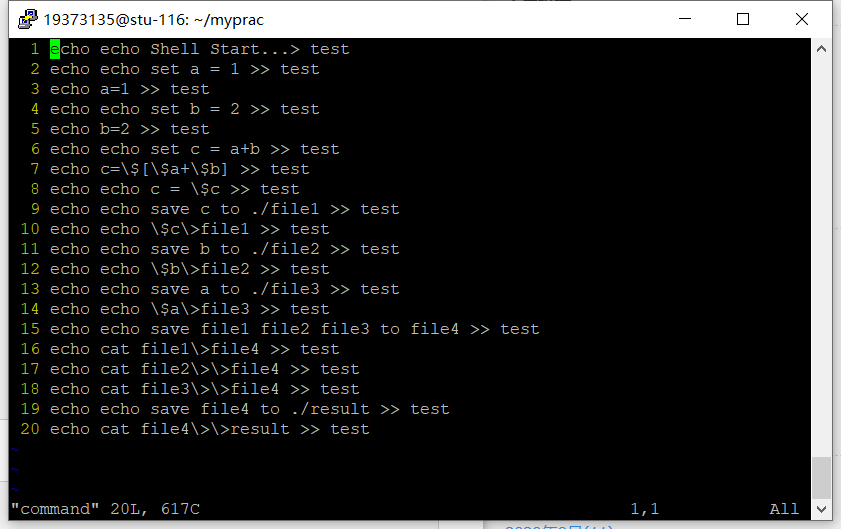 19373135@stu-116: ~/myprac
1 echo echo Shell Start...> test
2 echo echo set a = 1 >> test
3 echo a=1 >> test
4 echo echo set b = 2 >> test
5 echo b=2 >> test
6 echo echo set c = a+b >> test
7 echo c=\$[\$a+\$b] >> test
8 echo echo c = \$c >> test
9 echo echo save c to ./file1 >> test
10 echo echo \$c\>file1 >> test
11 echo echo save b to ./file2 >> test
12 echo echo \$b\>file2 >> test
13 echo echo save a to ./file3 >> test
14 echo echo \$a\>file3 >> test
15 echo echo save file1 file2 file3 to file4 >> test
16 echo cat file1\>file4 >> test
17 echo cat file2\>\>file4 >> test
18 echo cat file3\>\>file4 >> test
19 echo echo save file4 to ./result >> test
20 echo cat file4\>\>result >> test
~
~
~
"command" 20L, 617C 1,1 All